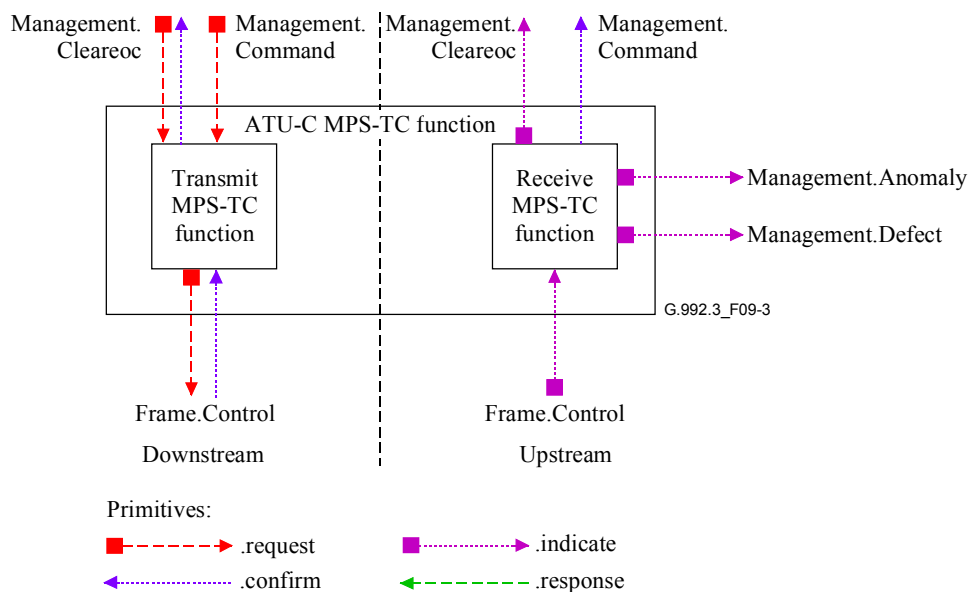 Management.
Cleareoc
Management.
Command
Management.
Cleareoc
Management.
Command
ATU-C MPS-TC function
Transmit
MPS-TC
function
Receive
MPS-TC
function
Management.Anomaly
Management.Defect
G.992.3_F09-3
Frame.Control
Frame.Control
Downstream
Upstream
Primitives:
.request
.indicate
.confirm
.response